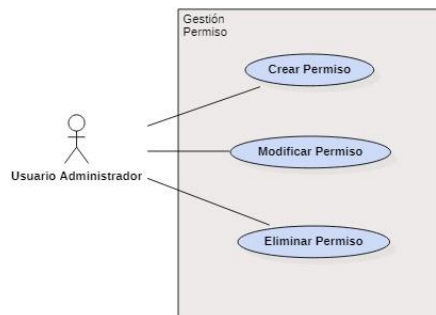 Gestión
Permiso
Crear Permiso
Modificar Permiso
Usuario Administrador
Eliminar Permiso